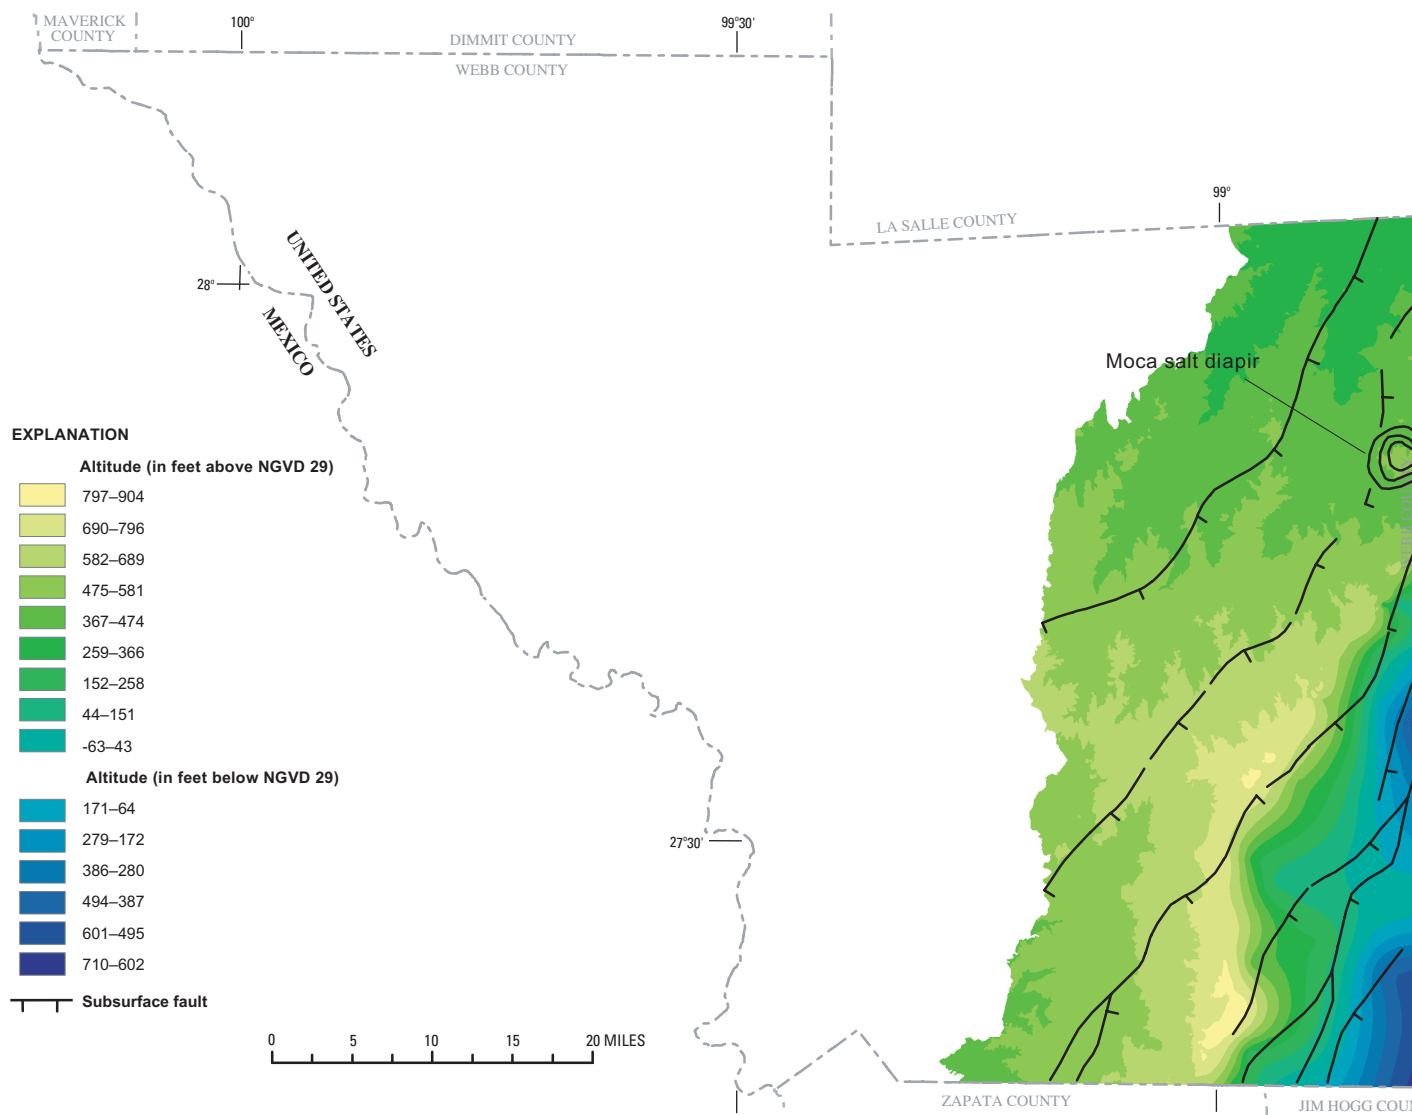 MAVERICK
COUNTY
100°
99°30'
DIMMIT COUNTY
WEBB COUNTY
99°
LA SALLE COUNTY
28°
UNITED STATES
MEXICO
Moca salt diapir
EXPLANATION
Altitude (in feet above NGVD 29)
797–904
690–796
582–689
475–581
367–474
259–366
152–258
44–151
-63–43
Altitude (in feet below NGVD 29)
171–64
279–172
386–280
494–387
601–495
710–602
Subsurface fault
27°30'
0 5 10 15 20 MILES
ZAPATA COUNTY
JIM HOGG COUN